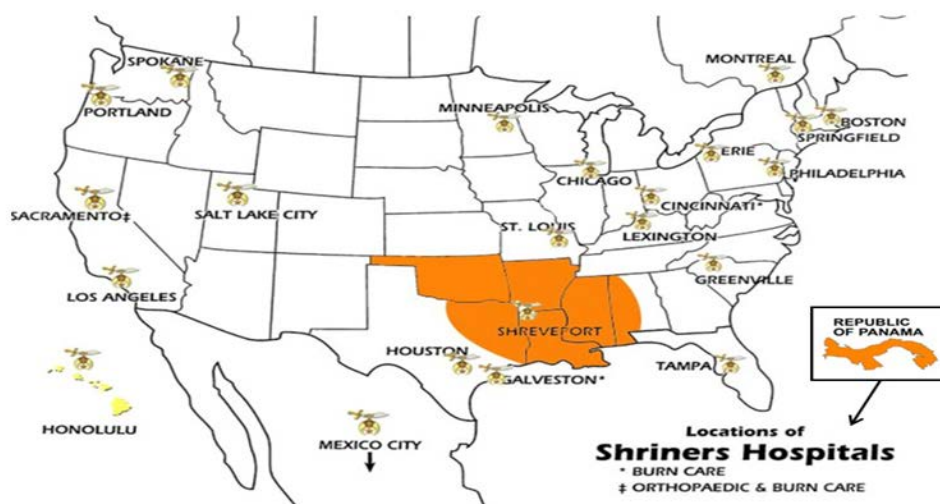 MONTREAL
SPOKANE
PORTLAND
MINNEAPOLIS
BOSTON
SPRINGFIELD
ERIE
PHILADELPHIA
CHICAGO
CINCINNATI*
SACRAMENTO‡
SALT LAKE CITY
ST. LOUIS
LEXINGTON
GREENVILLE
LOS ANGELES
SHREVEFORT
REPUBLIC
OF PANAMA
HOUSTON
GALVESTON*
TAMPA
HONOLULU
MEXICO CITY
Locations of
Shriners Hospitals
* BURN CARE
‡ ORTHOPAEDIC & BURN CARE